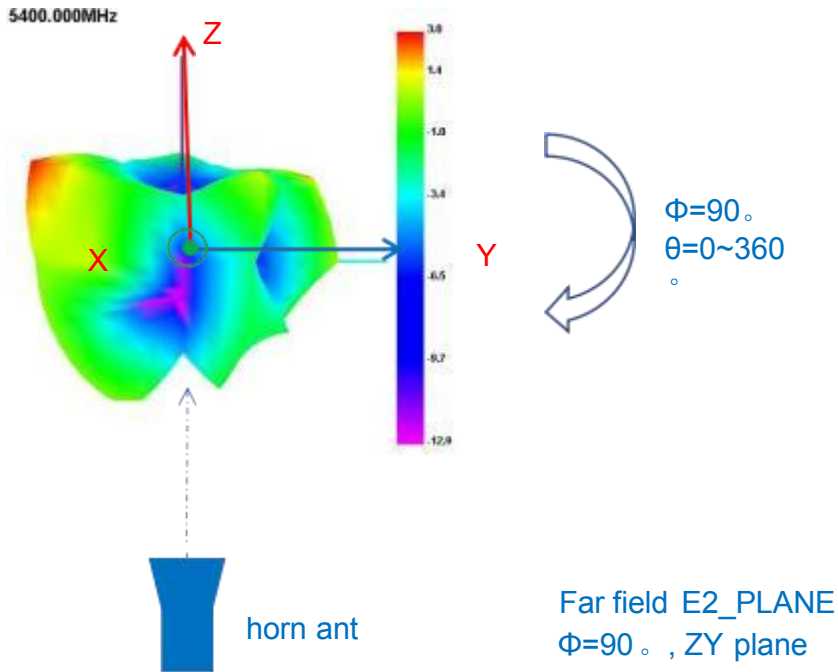 5400.000MHz
Z
3.0
1.4
-1.0
-3.4
-6.5
-9.7
-12.9
X
Y
Φ=90。
θ=0~360
。
horn ant
Far field E2_PLANE
Φ=90 。, ZY plane